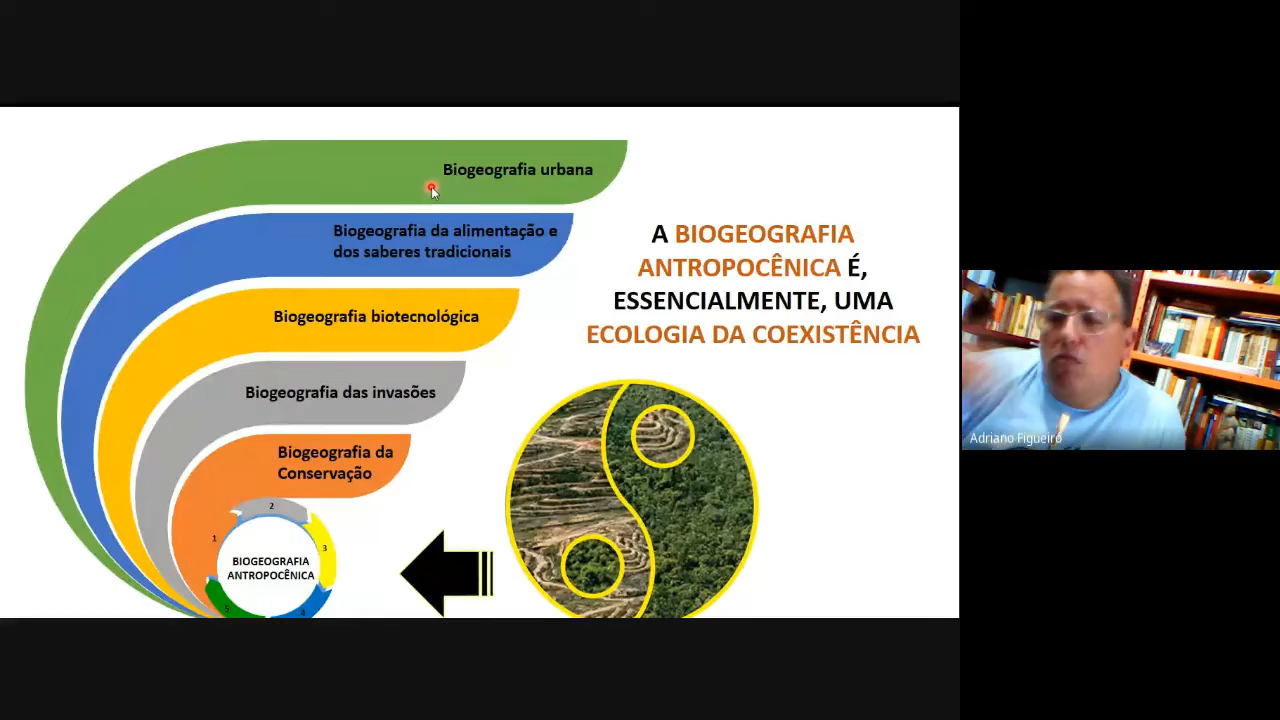 Biogeografia urbana
Biogeografia da alimentação e
dos saberes tradicionais
Biogeografia biotecnológica
Biogeografia das invasões
Biogeografia da
Conservação
2
1
3
BIOGEOGRAFIA
ANTROPOCÊNICA
5
4
A BIOGEOGRAFIA
ANTROPOCÊNICA É,
ESSENCIALMENTE, UMA
ECOLOGIA DA COEXISTÊNCIA
Adriano Figueiró